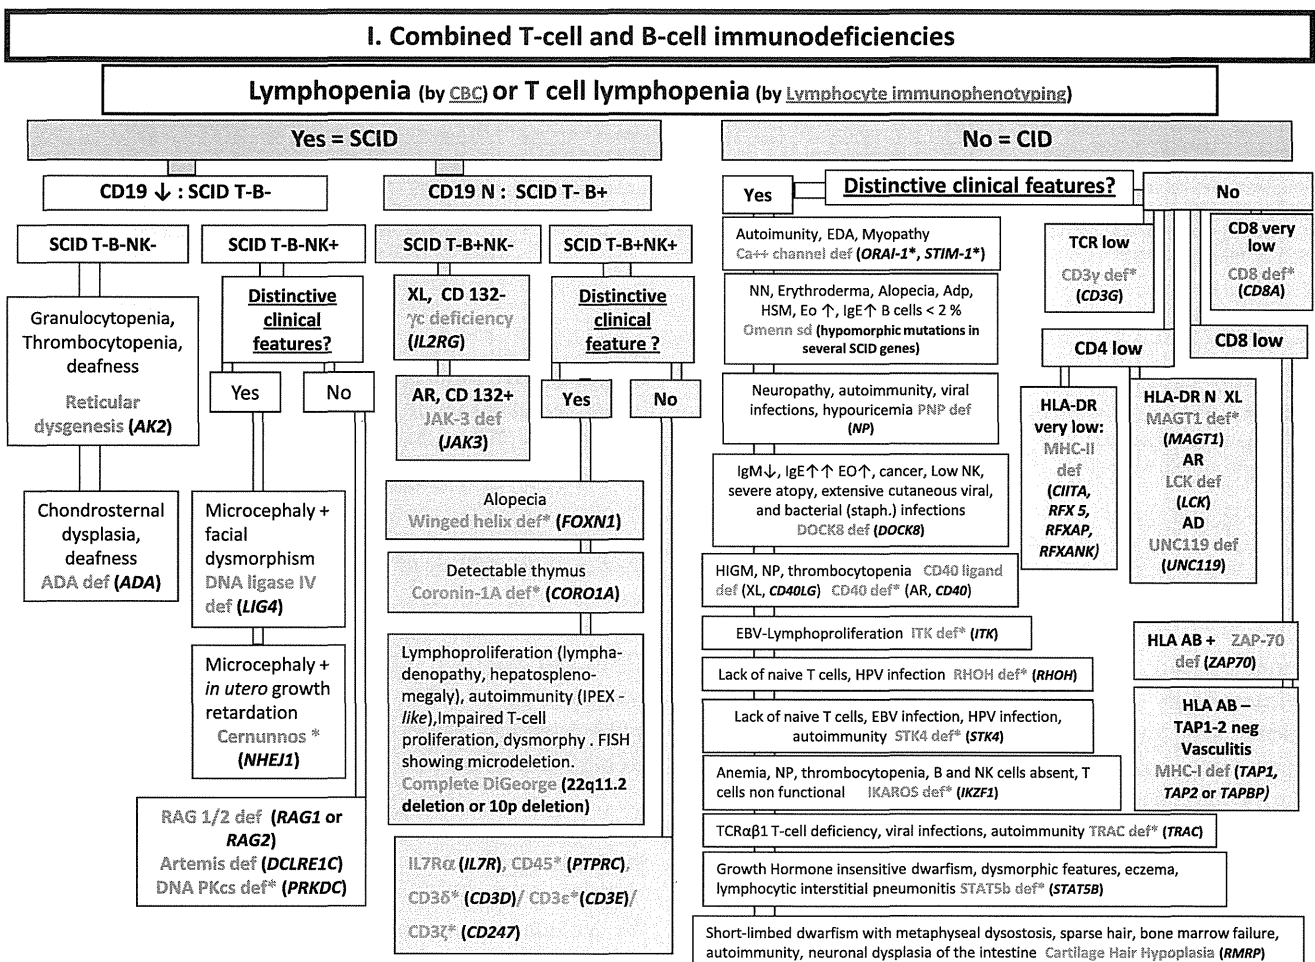 I. Combined T-cell and B-cell immunodeficiencies
Lymphopenia (by CBC) or T cell lymphopenia (by Lymphocyte immunophenotyping)
Yes = SCID
CD19 ↓ : SCID T-B-
CD19 N : SCID T- B+
SCID T-B-NK-
Granulocytopenia,
Thrombocytopenia,
deafness
Reticular
dysgenesis (AK2)
Chondrosternal
dysplasia,
deafness
ADA def (ADA)
SCID T-B-NK+
Distinctive
clinical
features?
Yes
No
Microcephaly +
facial
dysmorphism
DNA ligase IV
def (LIG4)
Microcephaly +
in utero growth
retardation
Cernunnos *
(NHEJ1)
RAG 1/2 def (RAG1 or
RAG2)
Artemis def (DCLRE1C)
DNA PKcs def* (PRKDC)
SCID T-B+NK-
XL, CD 132-
γc deficiency
(IL2RG)
AR, CD 132+
JAK-3 def
(JAK3)
SCID T-B+NK+
Distinctive
clinical
feature ?
Yes
No
Alopecia
Winged helix def* (FOXN1)
Detectable thymus
Coronin-1A def* (CORO1A)
Lymphoproliferation (lympha-
denopathy, hepatospleno-
megaly), autoimmunity (IPEX -
like),Impaired T-cell
proliferation, dysmorphy . FISH
showing microdeletion.
Complete DiGeorge (22q11.2
deletion or 10p deletion)
IL7Rα (IL7R), CD45* (PTPRC),
CD3δ* (CD3D)/ CD3ε*(CD3E)/
CD3ζ* (CD247)
No = CID
Distinctive clinical features?
Yes
No
Autoimunity, EDA, Myopathy
Ca++ channel def (ORAI-1*, STIM-1*)
NN, Erythroderma, Alopecia, Adp,
HSM, Eo ↑, IgE↑ B cells < 2 %
Omenn sd (hypomorphic mutations in
several SCID genes)
Neuropathy, autoimmunity, viral
infections, hypouricemia PNP def
(NP)
IgM↓, IgE↑↑ EO↑, cancer, Low NK,
severe atopy, extensive cutaneous viral,
and bacterial (staph.) infections
DOCK8 def (DOCK8)
HIGM, NP, thrombocytopenia CD40 ligand
def (XL, CD40LG) CD40 def* (AR, CD40)
EBV-Lymphoproliferation ITK def* (ITK)
Lack of naive T cells, HPV infection RHOH def* (RHOH)
Lack of naive T cells, EBV infection, HPV infection,
autoimmunity STK4 def* (STK4)
Anemia, NP, thrombocytopenia, B and NK cells absent, T
cells non functional IKAROS def* (IKZF1)
TCRαβ1 T-cell deficiency, viral infections, autoimmunity TRAC def* (TRAC)
Growth Hormone insensitive dwarfism, dysmorphic features, eczema,
lymphocytic interstitial pneumonitis STAT5b def* (STAT5B)
Short-limbed dwarfism with metaphyseal dysostosis, sparse hair, bone marrow failure,
autoimmunity, neuronal dysplasia of the intestine Cartilage Hair Hypoplasia (RMRP)
TCR low
CD3γ def*
(CD3G)
CD8 very
low
CD8 def*
(CD8A)
CD4 low
CD8 low
HLA-DR
very low:
MHC-II
def
(CIITA,
RFX 5,
RFXAP,
RFXANK)
HLA-DR N XL
MAGT1 def*
(MAGT1)
AR
LCK def
(LCK)
AD
UNC119 def
(UNC119)
HLA AB + ZAP-70
def (ZAP70)
HLA AB –
TAP1-2 neg
Vasculitis
MHC-I def (TAP1,
TAP2 or TAPBP)